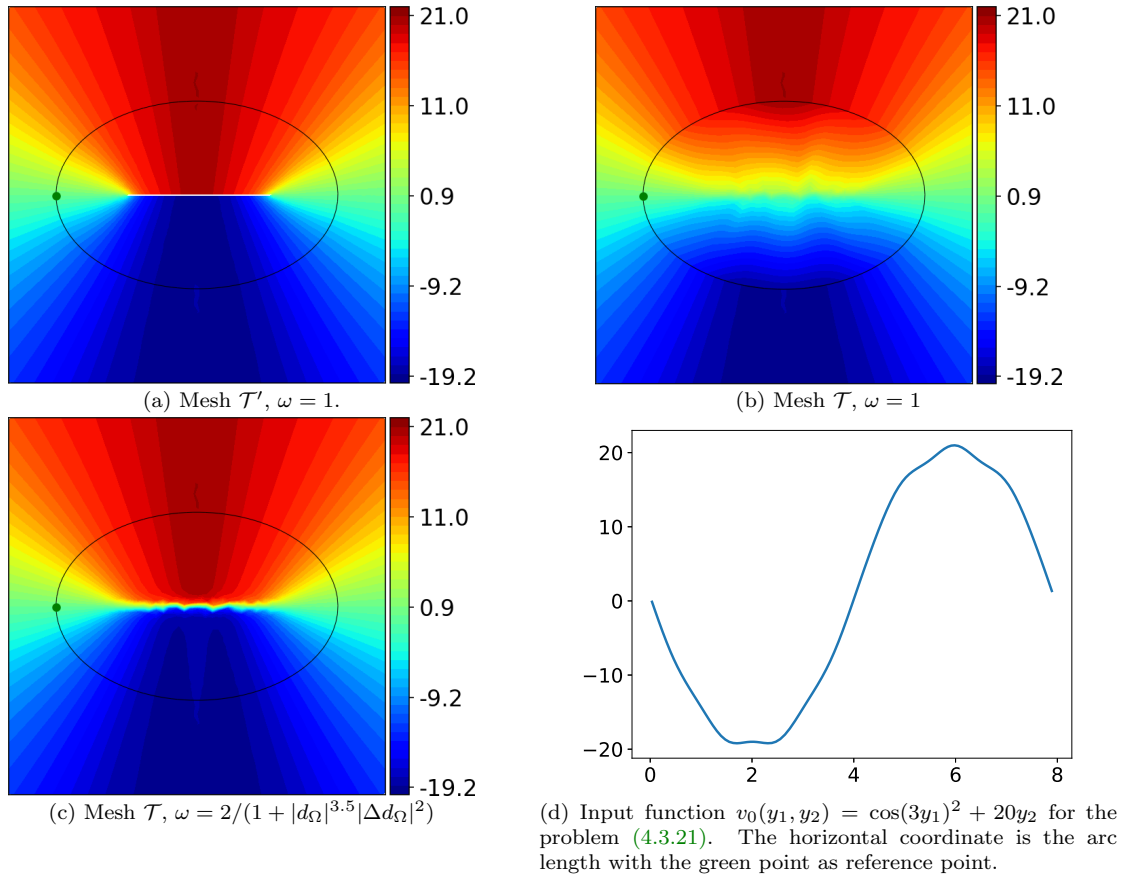 21.0
11.0
0.9
-9.2
-19.2
(a) Mesh 𝒯′, ω = 1.
21.0
11.0
0.9
-9.2
-19.2
(b) Mesh 𝒯, ω = 1
21.0
11.0
0.9
-9.2
-19.2
(c) Mesh 𝒯, ω = 2/(1 + |d_Ω|^3.5|Δd_Ω|^2)
20
10
0
−10
−20
0 2 4 6 8
(d) Input function v_0(y_1, y_2) = cos(3y_1)^2 + 20y_2 for the
problem (4.3.21). The horizontal coordinate is the arc
length with the green point as reference point.